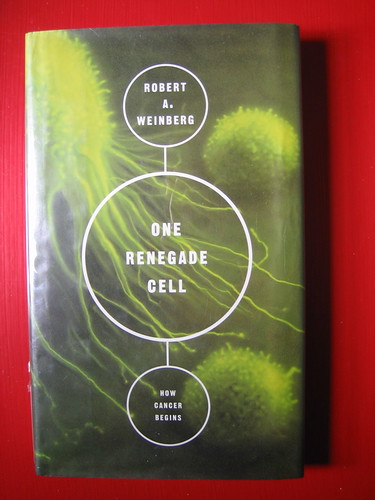 ROBERT
A.
WEINBERG
ONE
RENEGADE
CELL
HOW
CANCER
BEGINS